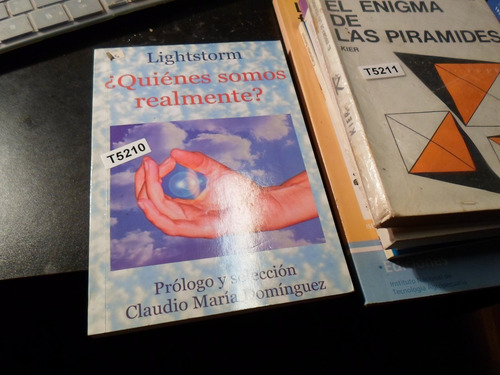 Lightstorm
¿Quiénes somos
realmente?
T5210
Prólogo y selección
Claudio María Domínguez
EL ENIGMA
DE
LAS PIRAMIDES
KIER
T5211